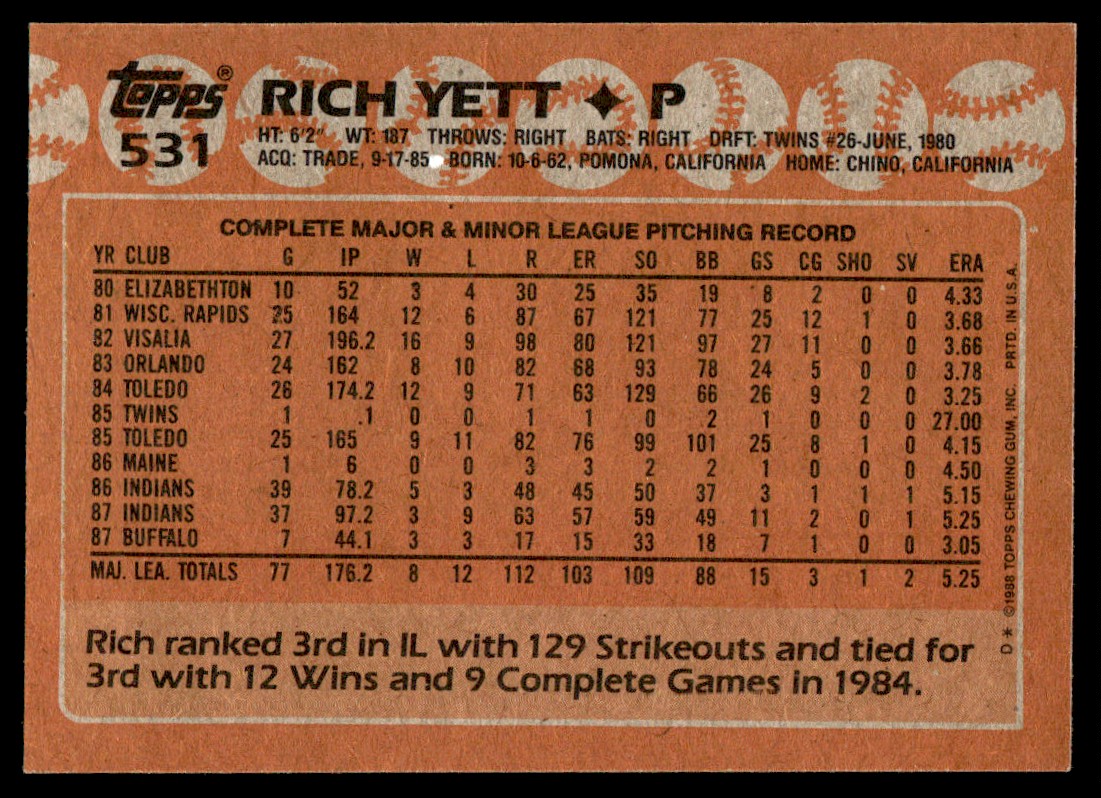 topps® RICH YETT ✦ P
531 HT: 6'2" WT: 187 THROWS: RIGHT BATS: RIGHT DRFT: TWINS #26-JUNE, 1980
ACQ: TRADE, 9-17-85 BORN: 10-6-62, POMONA, CALIFORNIA HOME: CHINO, CALIFORNIA
COMPLETE MAJOR & MINOR LEAGUE PITCHING RECORD
YR CLUB G IP W L R ER SO BB GS CG SHO SV ERA
80 ELIZABETHTON 10 52 3 4 30 25 35 19 8 2 0 0 4.33
81 WISC. RAPIDS 25 164 12 6 87 67 121 77 25 12 1 0 3.68
82 VISALIA 27 196.2 16 9 98 80 121 97 27 11 0 0 3.66
83 ORLANDO 24 162 8 10 82 68 93 78 24 5 0 0 3.78
84 TOLEDO 26 174.2 12 9 71 63 129 66 26 9 2 0 3.25
85 TWINS 1 .1 0 0 1 1 0 2 1 0 0 0 27.00
85 TOLEDO 25 165 9 11 82 76 99 101 25 8 1 0 4.15
86 MAINE 1 6 0 0 3 3 2 2 1 0 0 0 4.50
86 INDIANS 39 78.2 5 3 48 45 50 37 3 1 1 1 5.15
87 INDIANS 37 97.2 3 9 63 57 59 49 11 2 0 1 5.25
87 BUFFALO 7 44.1 3 3 17 15 33 18 7 1 0 0 3.05
MAJ. LEA. TOTALS 77 176.2 8 12 112 103 109 88 15 3 1 2 5.25
Rich ranked 3rd in IL with 129 Strikeouts and tied for
3rd with 12 Wins and 9 Complete Games in 1984.
D* ©1988 TOPPS CHEWING GUM, INC. PRTD. IN U.S.A.